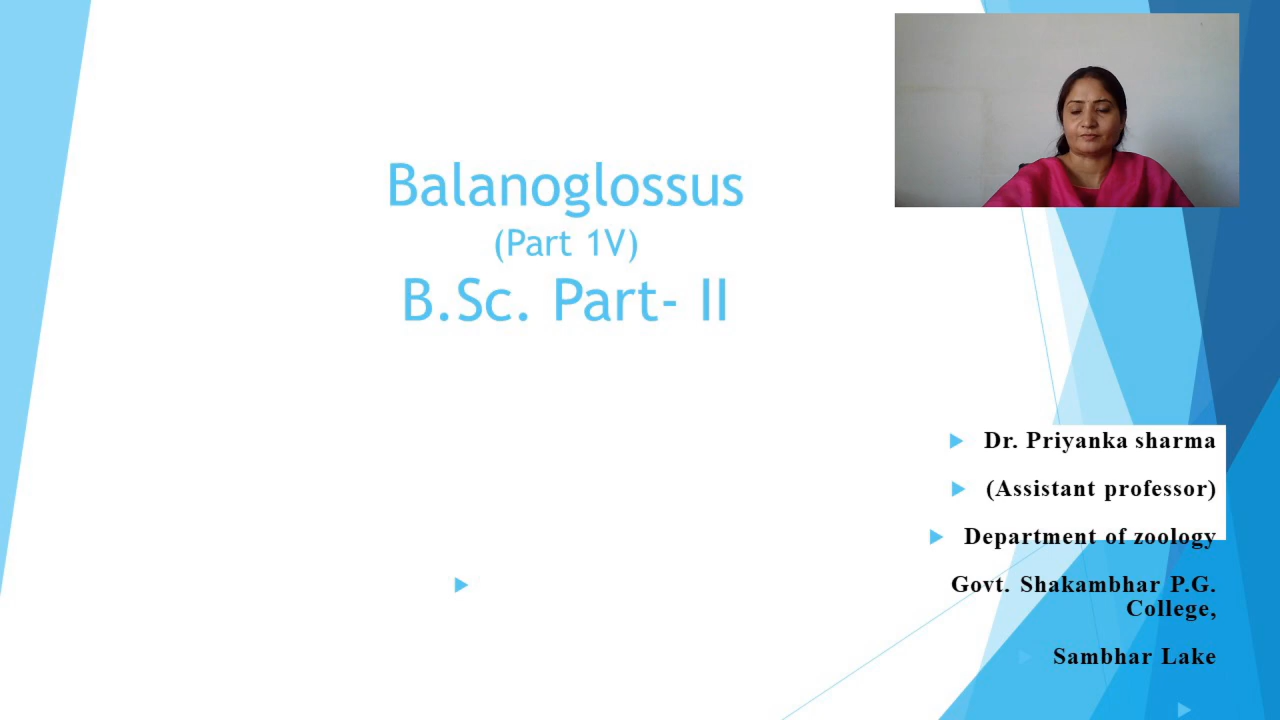 Balanoglossus
(Part 1V)
B.Sc. Part- II
Dr. Priyanka sharma
(Assistant professor)
Department of zoology
Govt. Shakambhar P.G.
College,
Sambhar Lake